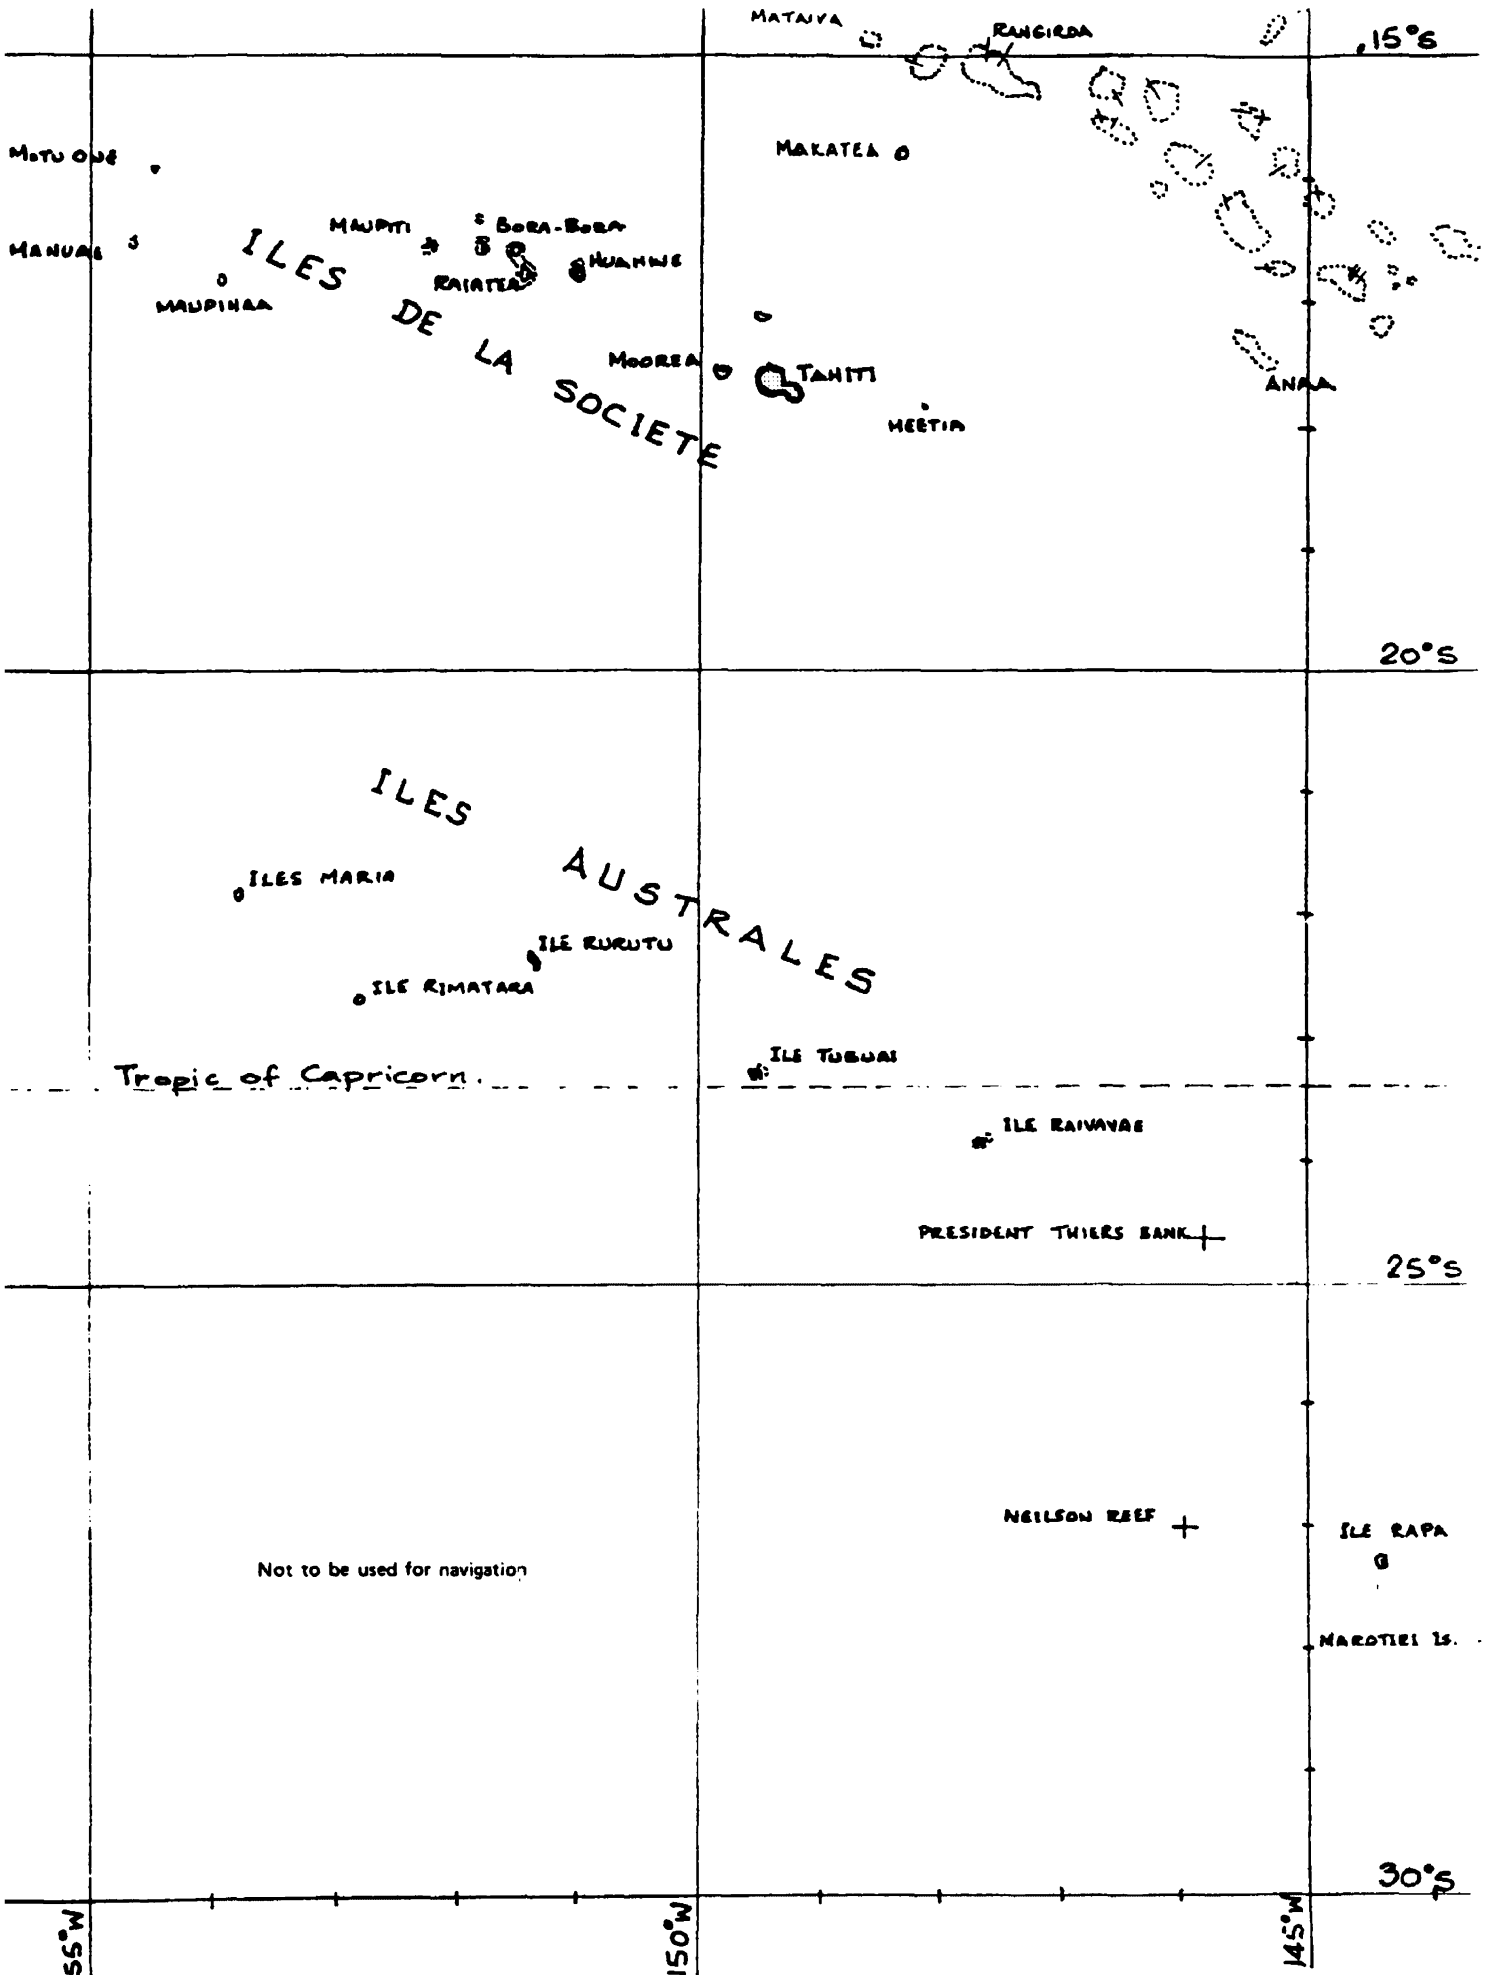 MATAIVA
RANGIROA
15°S
MOTU ONE
MAKATEA
MAUPITI
BORA-BORA
MANUAE
HUAHINE
RAIATEA
MAUPIHAA
ILES DE LA SOCIETE
MOOREA
TAHITI
ANAA
MEETIA
20°S
ILES AUSTRALES
ILES MARIA
ILE RURUTU
ILE RIMATARA
ILE TUBUAI
Tropic of Capricorn.
ILE RAIVAVAE
PRESIDENT THIERS BANK
25°S
NEILSON REEF
ILE RAPA
Not to be used for navigation
MAROTIRI IS.
30°S
55°W
150°W
145°W